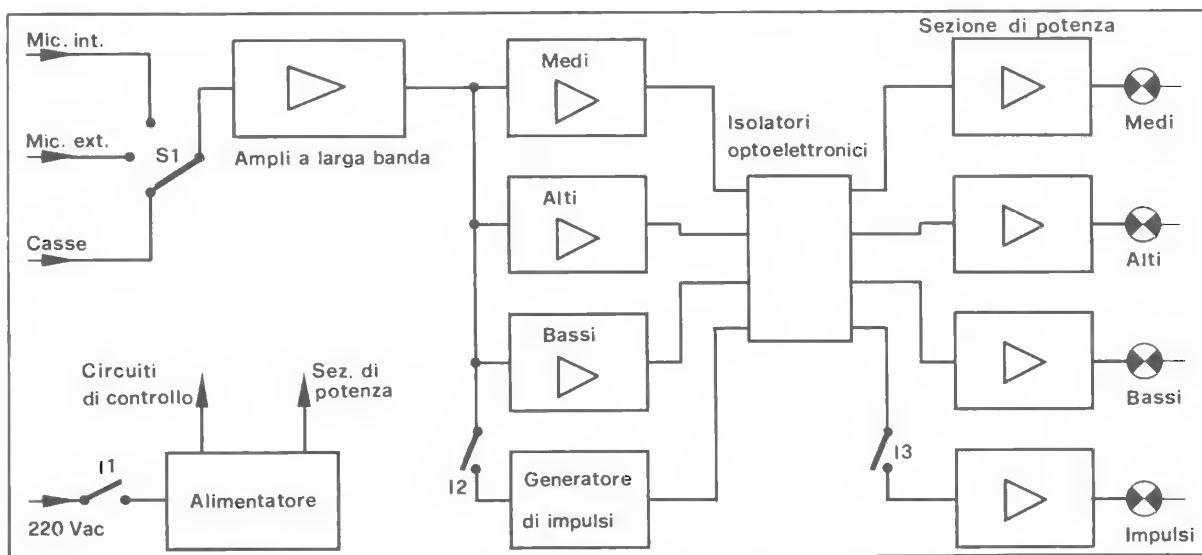 Mic. int.
Mic. ext.
S1
Casse
Ampli a larga banda
Medi
Alti
Bassi
Generatore
di impulsi
I2
Isolatori
optoelettronici
Sezione di potenza
Medi
Alti
Bassi
Impulsi
I3
Circuiti
di controllo
Sez. di
potenza
I1
220 Vac
Alimentatore